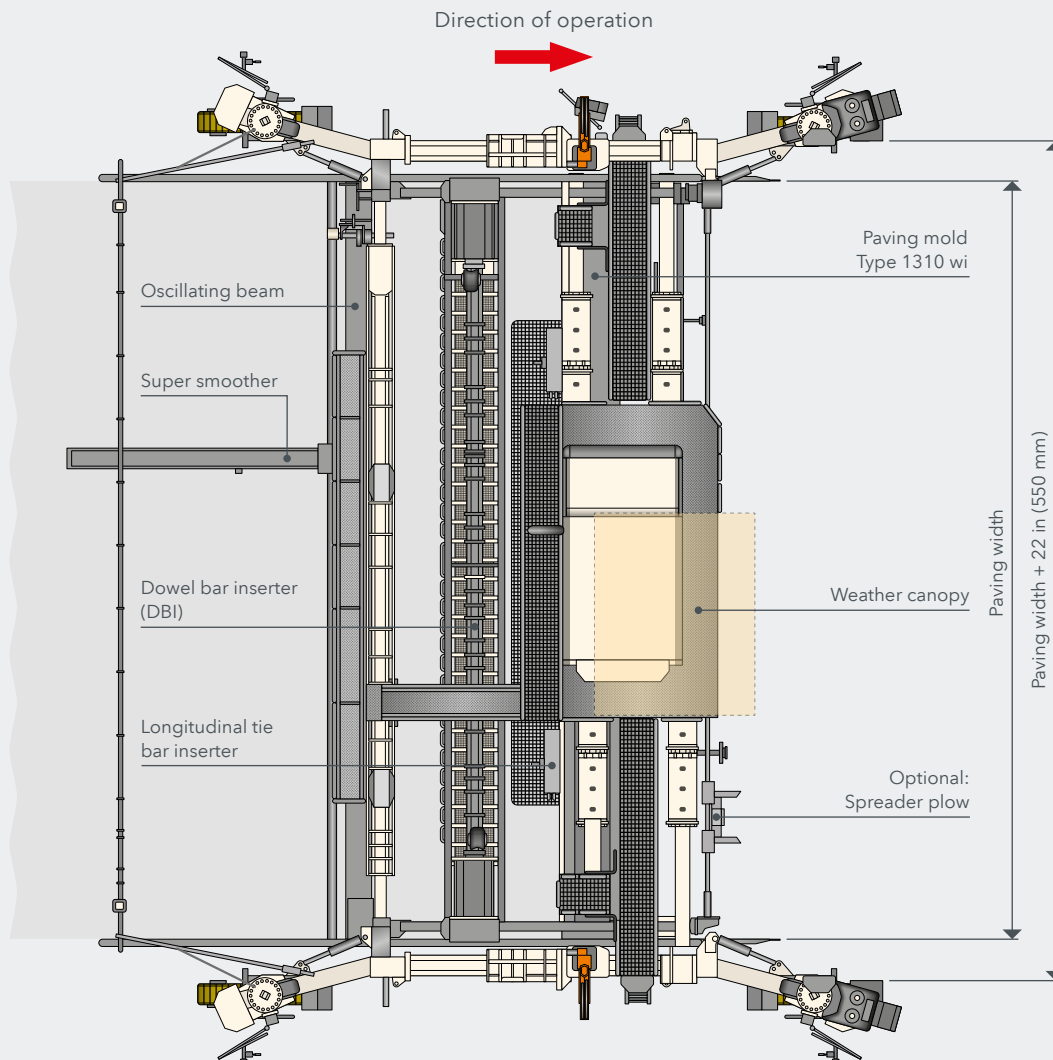 Direction of operation
Paving mold
Type 1310 wi
Oscillating beam
Super smoother
Dowel bar inserter
(DBI)
Weather canopy
Longitudinal tie
bar inserter
Optional:
Spreader plow
Paving width
Paving width + 22 in (550 mm)